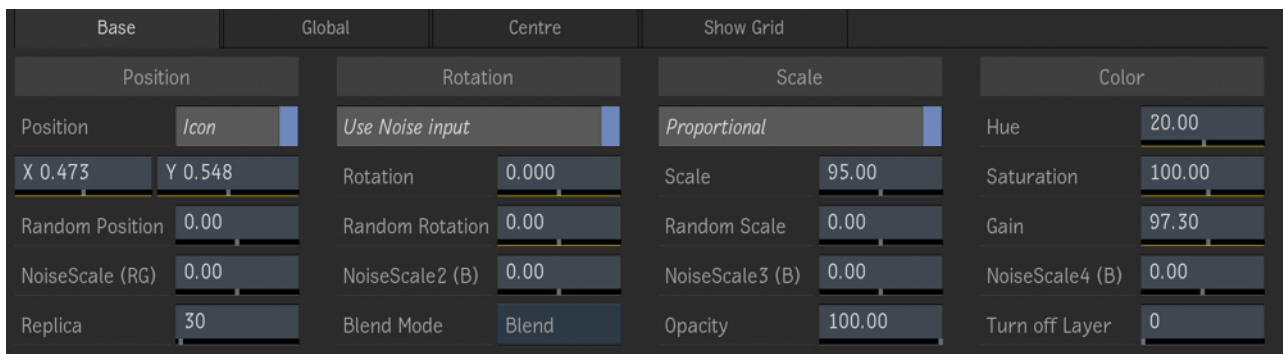 Base Global Centre Show Grid
Position Rotation Scale Color
Position Icon Use Noise input Proportional Hue 20.00
X 0.473 Y 0.548 Rotation 0.000 Scale 95.00 Saturation 100.00
Random Position 0.00 Random Rotation 0.00 Random Scale 0.00 Gain 97.30
NoiseScale (RG) 0.00 NoiseScale2 (B) 0.00 NoiseScale3 (B) 0.00 NoiseScale4 (B) 0.00
Replica 30 Blend Mode Blend Opacity 100.00 Turn off Layer 0